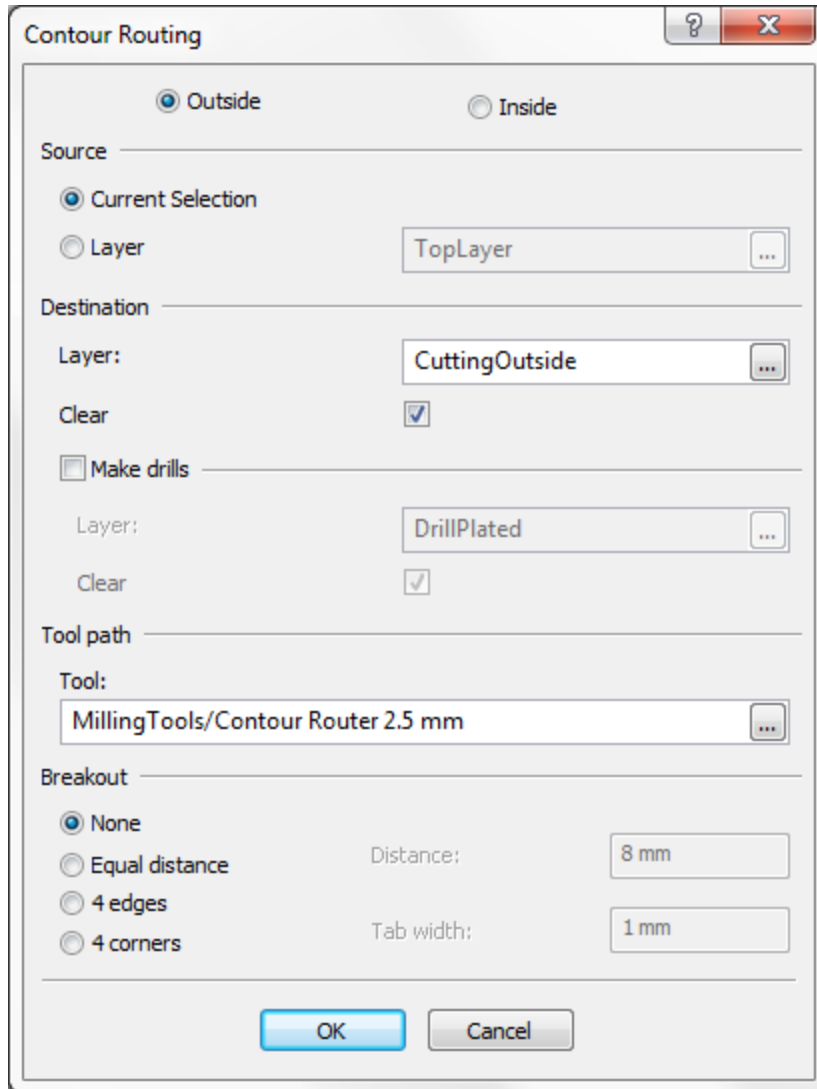 Contour Routing
?
Outside
Inside
Source
Current Selection
Layer
TopLayer
...
Destination
Layer:
CuttingOutside
...
Clear
Make drills
Layer:
DrillPlated
...
Clear
Tool path
Tool:
MillingTools/Contour Router 2.5 mm
...
Breakout
None
Equal distance
Distance:
8 mm
4 edges
4 corners
Tab width:
1 mm
OK
Cancel